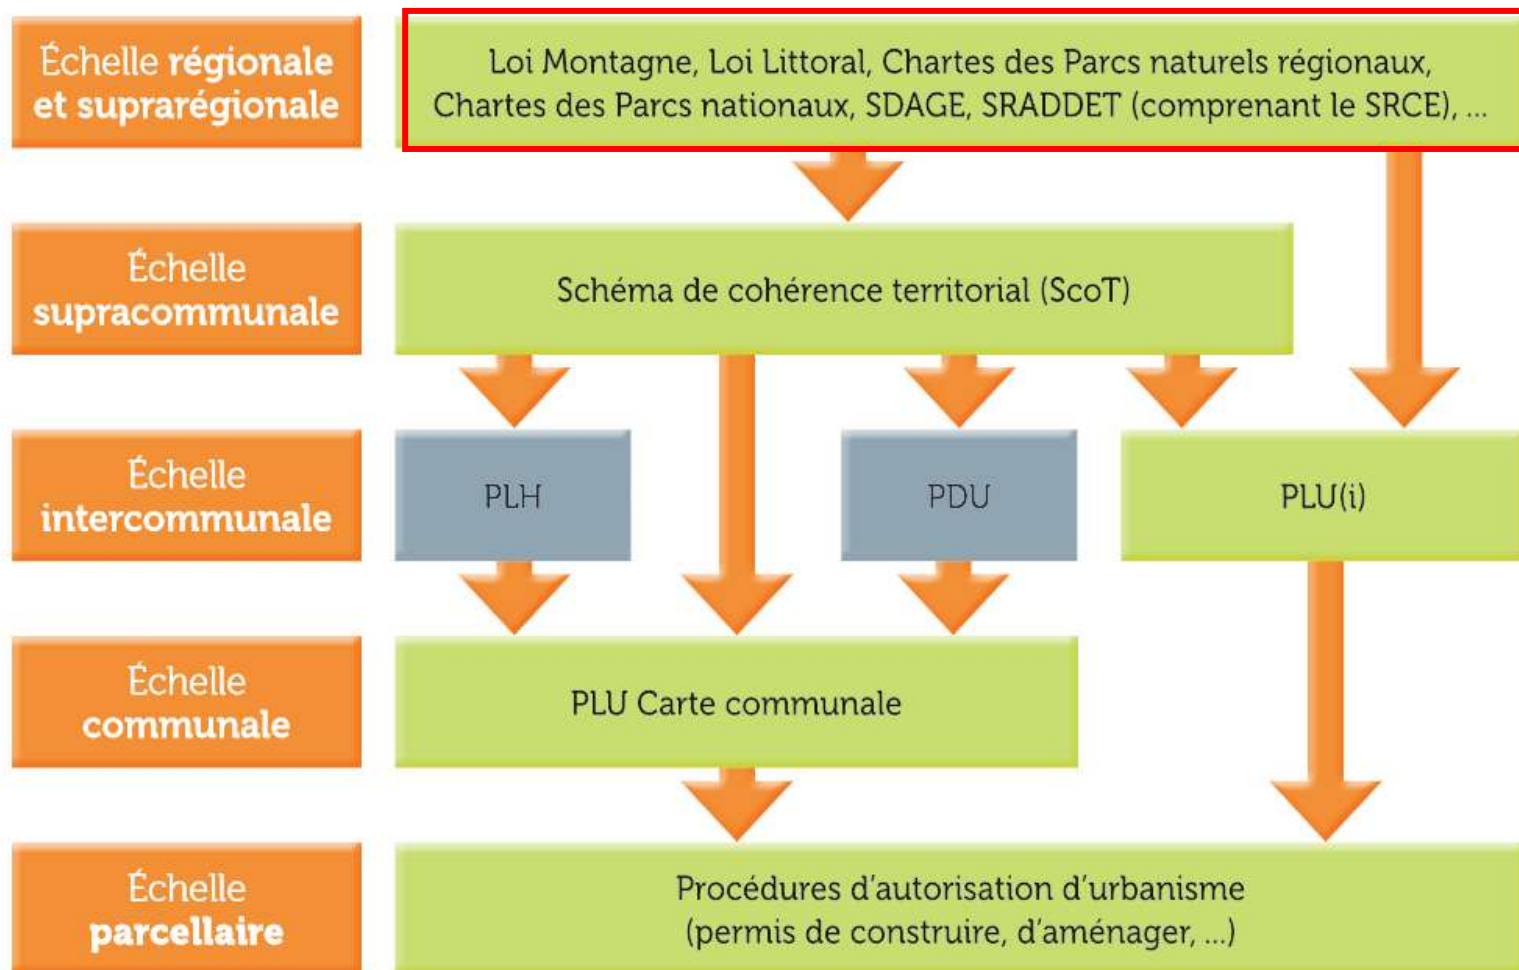 Échelle régionale
et suprarégionale
Loi Montagne, Loi Littoral, Chartes des Parcs naturels régionaux,
Chartes des Parcs nationaux, SDAGE, SRADDET (comprenant le SRCE), ...
Échelle
supracommunale
Schéma de cohérence territorial (ScoT)
Échelle
intercommunale
PLH
PDU
PLU(i)
Échelle
communale
PLU Carte communale
Échelle
parcellaire
Procédures d'autorisation d'urbanisme
(permis de construire, d'aménager, ...)